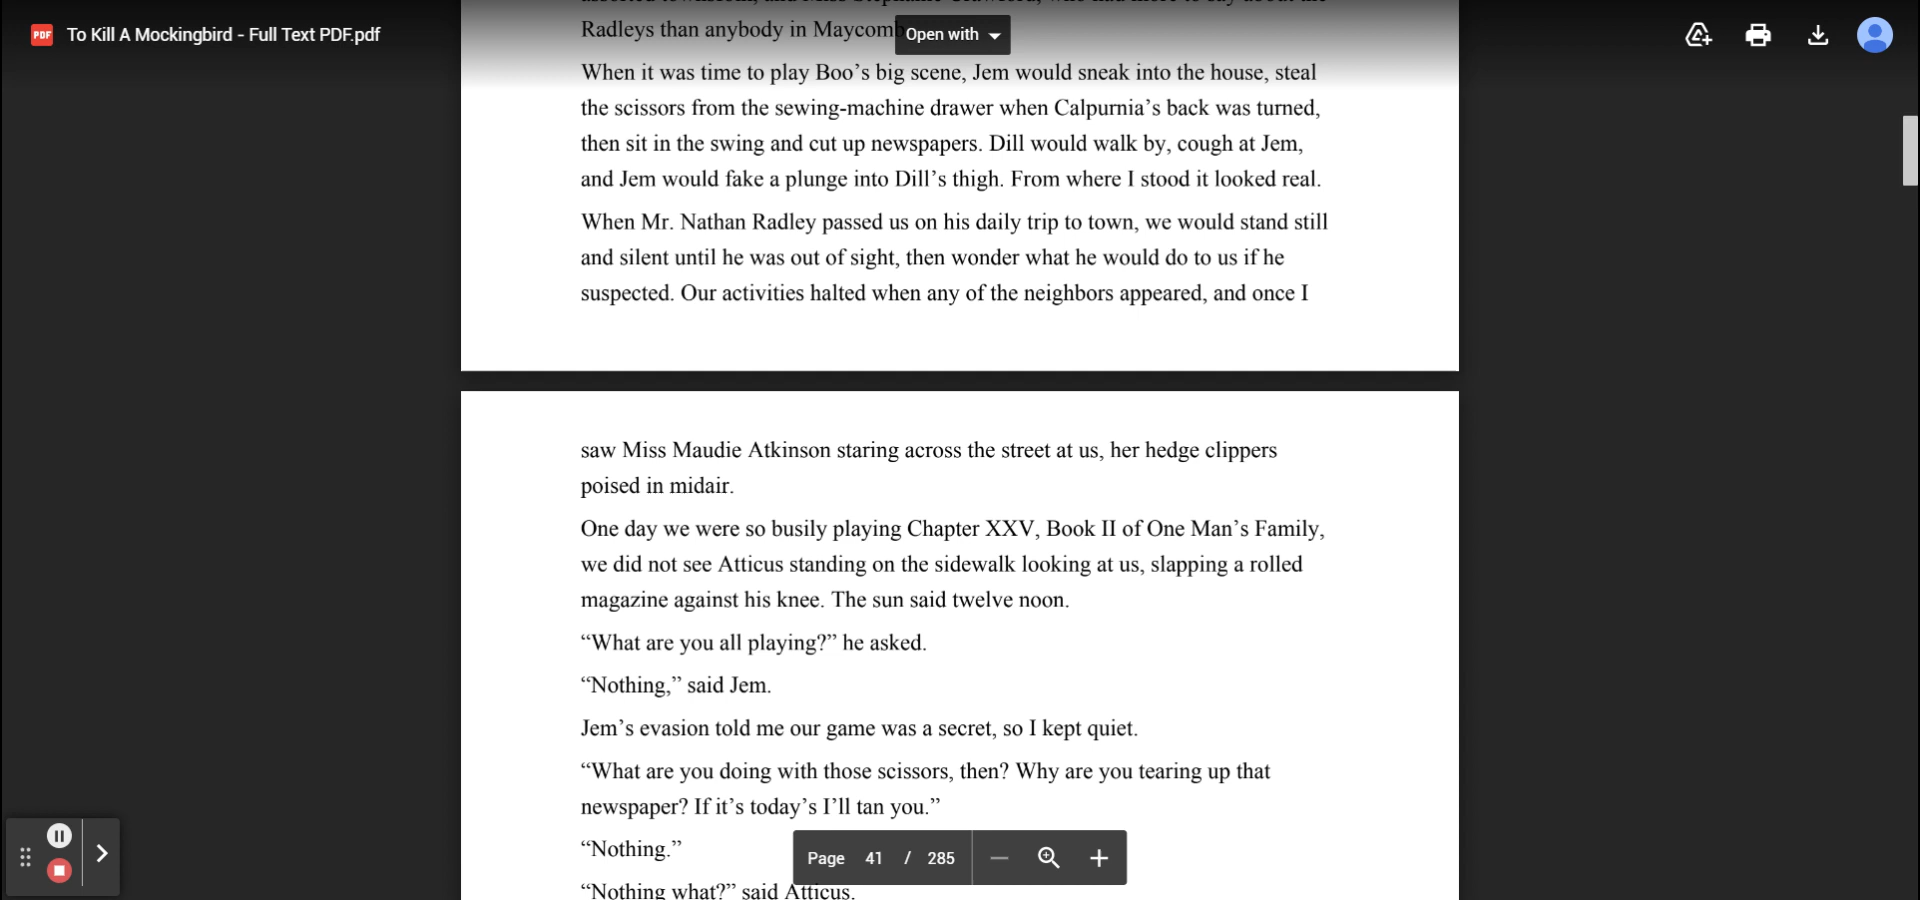 PDF To Kill A Mockingbird - Full Text PDF.pdf
Open with
Radleys than anybody in Maycomb
When it was time to play Boo’s big scene, Jem would sneak into the house, steal
the scissors from the sewing-machine drawer when Calpurnia’s back was turned,
then sit in the swing and cut up newspapers. Dill would walk by, cough at Jem,
and Jem would fake a plunge into Dill’s thigh. From where I stood it looked real.
When Mr. Nathan Radley passed us on his daily trip to town, we would stand still
and silent until he was out of sight, then wonder what he would do to us if he
suspected. Our activities halted when any of the neighbors appeared, and once I
saw Miss Maudie Atkinson staring across the street at us, her hedge clippers
poised in midair.
One day we were so busily playing Chapter XXV, Book II of One Man’s Family,
we did not see Atticus standing on the sidewalk looking at us, slapping a rolled
magazine against his knee. The sun said twelve noon.
“What are you all playing?” he asked.
“Nothing,” said Jem.
Jem’s evasion told me our game was a secret, so I kept quiet.
“What are you doing with those scissors, then? Why are you tearing up that
newspaper? If it’s today’s I’ll tan you.”
“Nothing.”
“Nothing what?” said Atticus.
Page 41 / 285